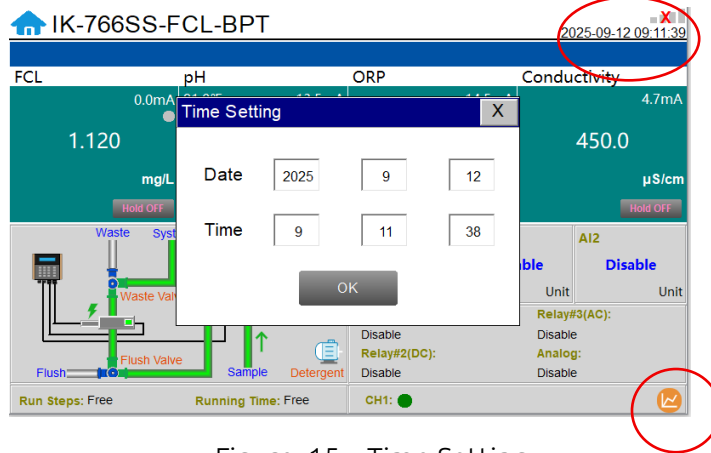 IK-766SS-FCL-BPT
2025-09-12 09:11:39
FCL pH ORP Conductivity
0.0mA 4.7mA
Time Setting X
1.120 450.0
Date 2025 9 12
mg/L µS/cm
Hold OFF Hold OFF
Time 9 11 38
Waste
AI2
Disable
OK
Unit Unit
Waste
Relay#3(AC):
Disable Disable
Relay#2(DC): Analog:
Flush Valve
Flush Sample Detergent Disable Disable
Run Steps: Free Running Time: Free CH1: